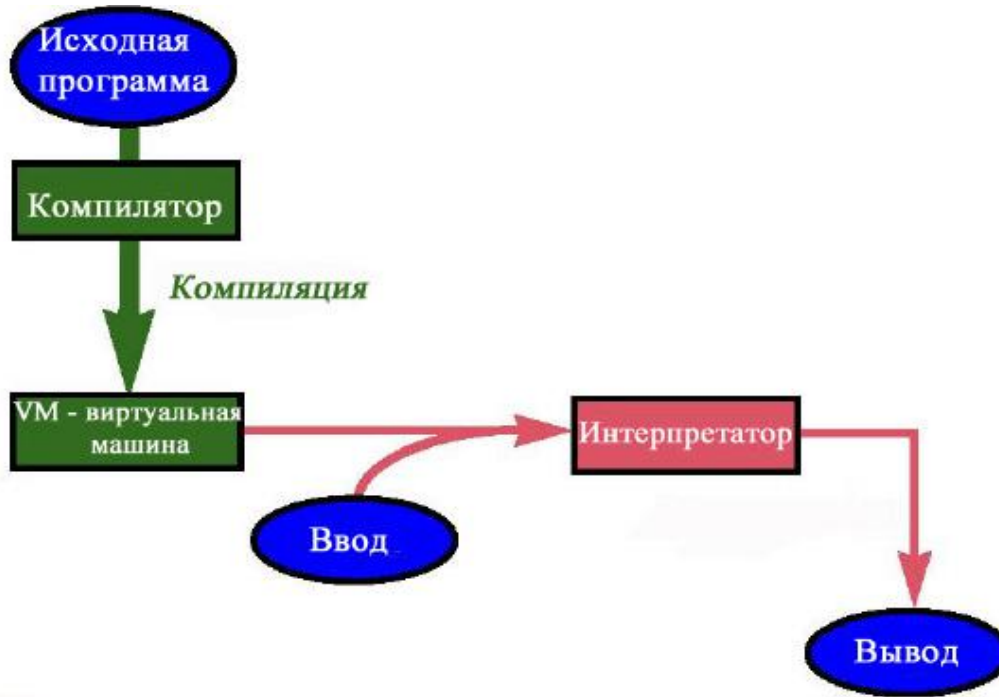 Исходная
программа
Компилятор
Компиляция
VM - виртуальная
машина
Интерпретатор
Ввод
Вывод